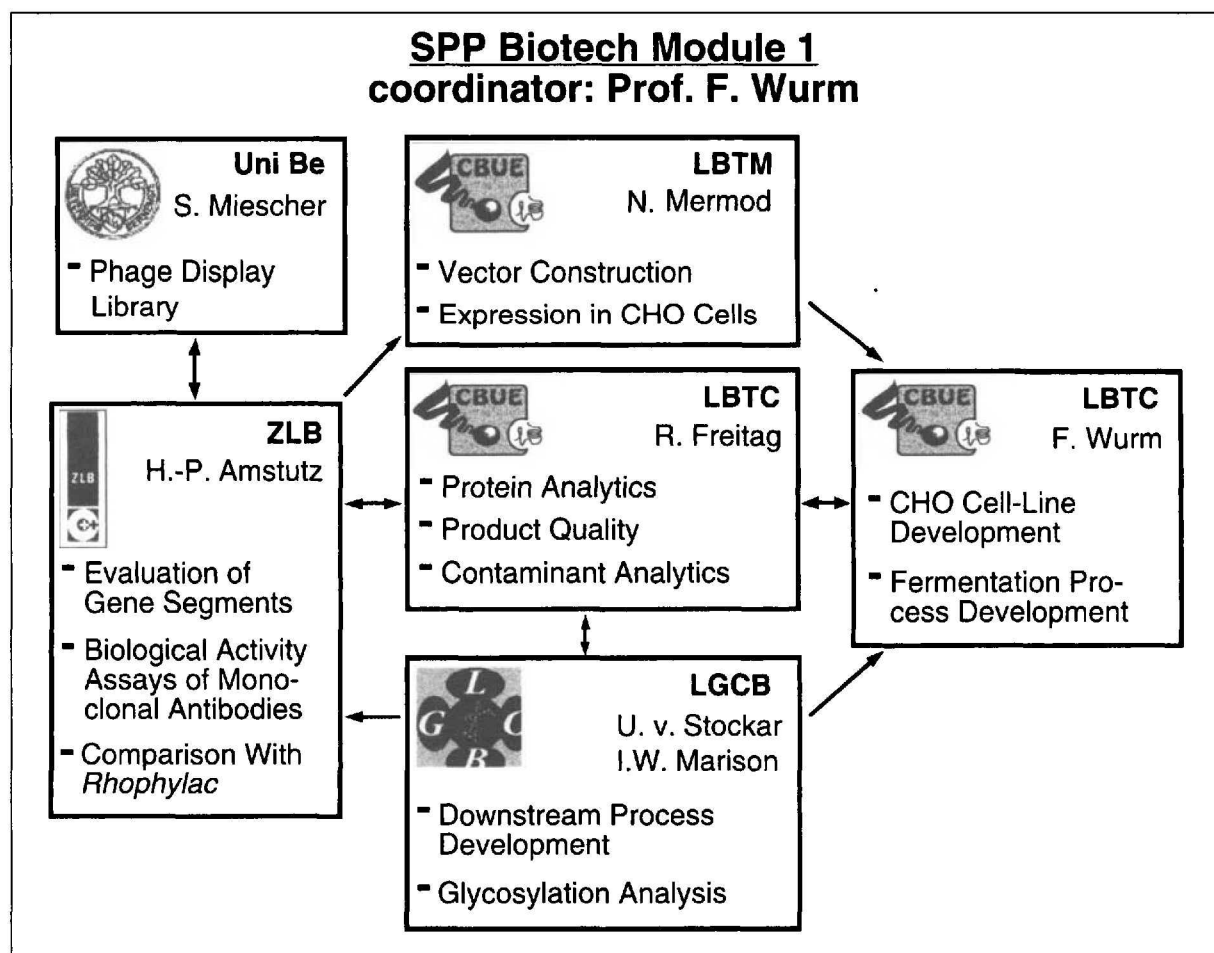 SPP Biotech Module 1
coordinator: Prof. F. Wurm
Uni Be
S. Miescher
- Phage Display
Library
CBUE
LBTM
N. Mermod
- Vector Construction
- Expression in CHO Cells
ZLB
ZLB
H.-P. Amstutz
- Evaluation of
Gene Segments
- Biological Activity
Assays of Mono-
clonal Antibodies
- Comparison With
Rhophylac
CBUE
LBTC
R. Freitag
- Protein Analytics
- Product Quality
- Contaminant Analytics
CBUE
LBTC
F. Wurm
- CHO Cell-Line
Development
- Fermentation Pro-
cess Development
L
G C
B
LGCB
U. v. Stockar
I.W. Marison
- Downstream Process
Development
- Glycosylation Analysis